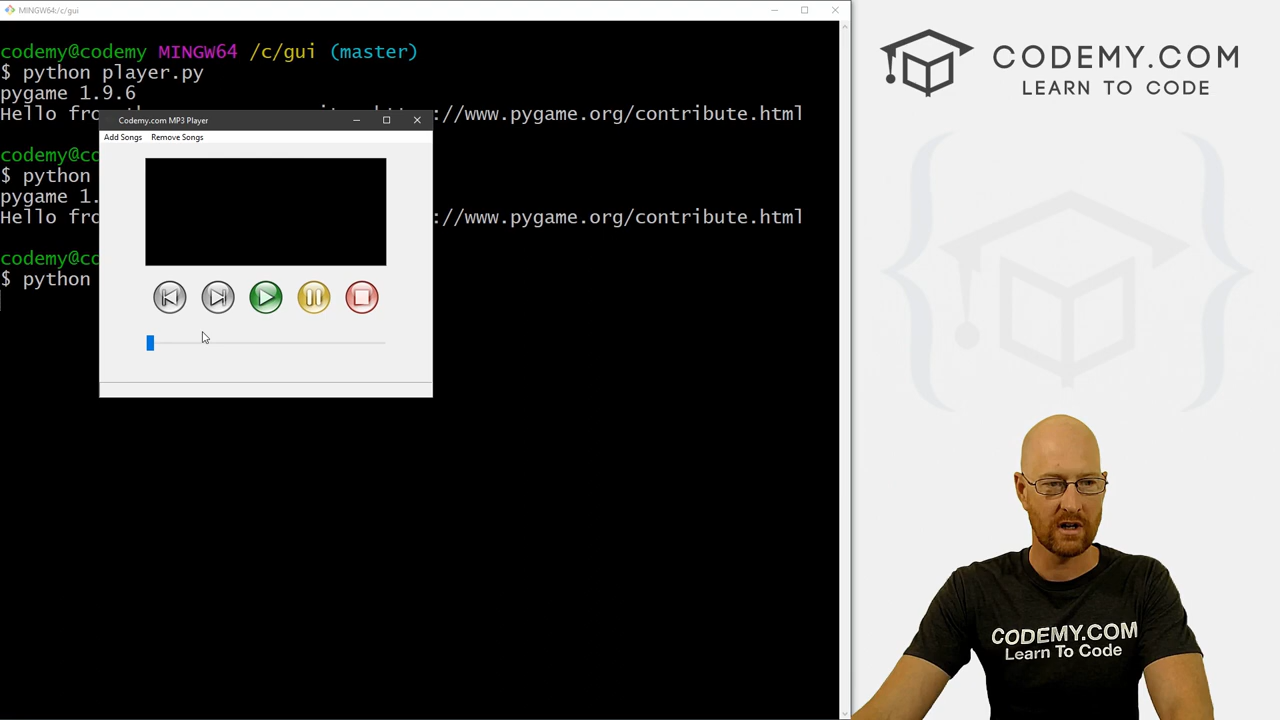 MINGW64:/c/gui
codemy@codemy MINGW64 /c/gui (master)
$ python player.py
pygame 1.9.6
Hello from the ://www.pygame.org/contribute.html
Codemy.com MP3 Player
Add Songs Remove Songs
codemy@co
$ python
pygame 1.
Hello fro ://www.pygame.org/contribute.html
codemy@co
$ python
CODEMY.COM
LEARN TO CODE
CODEMY.COM
Learn To Code